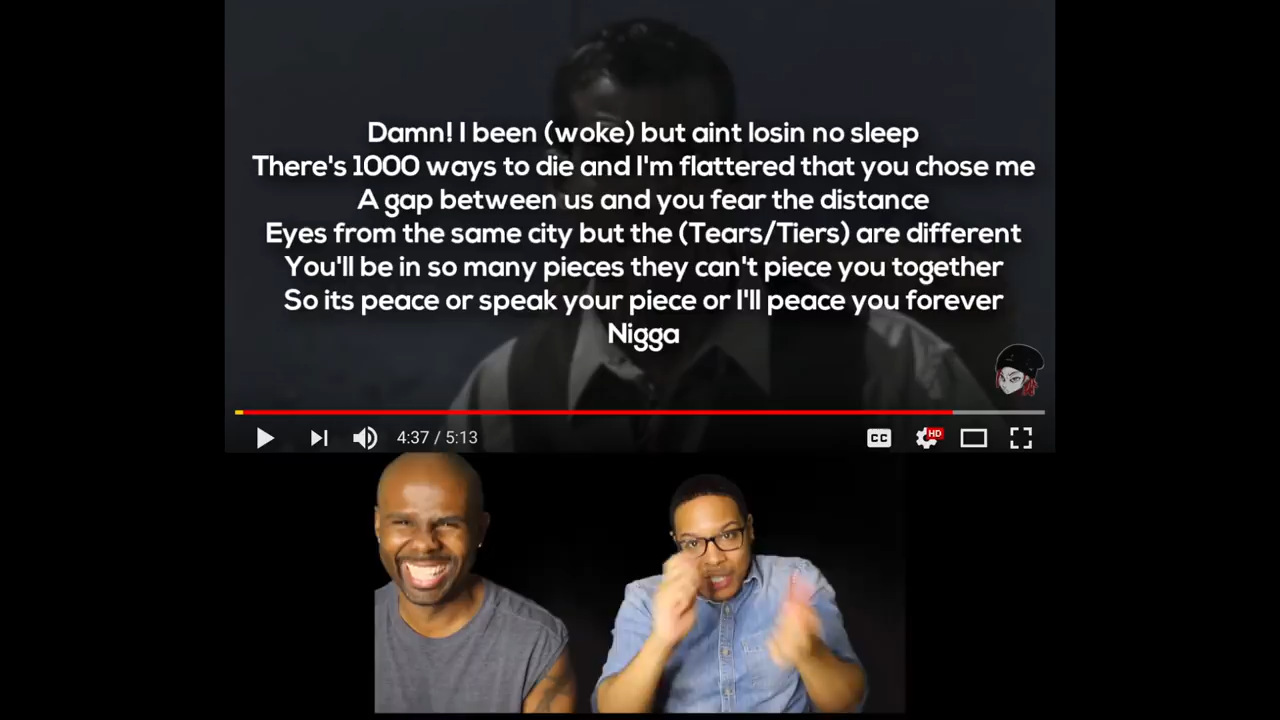 Damn! I been (woke) but aint losin no sleep
There's 1000 ways to die and I'm flattered that you chose me
A gap between us and you fear the distance
Eyes from the same city but the (Tears/Tiers) are different
You'll be in so many pieces they can't piece you together
So its peace or speak your piece or I'll peace you forever
Nigga
4:37 / 5:13
CC
HD